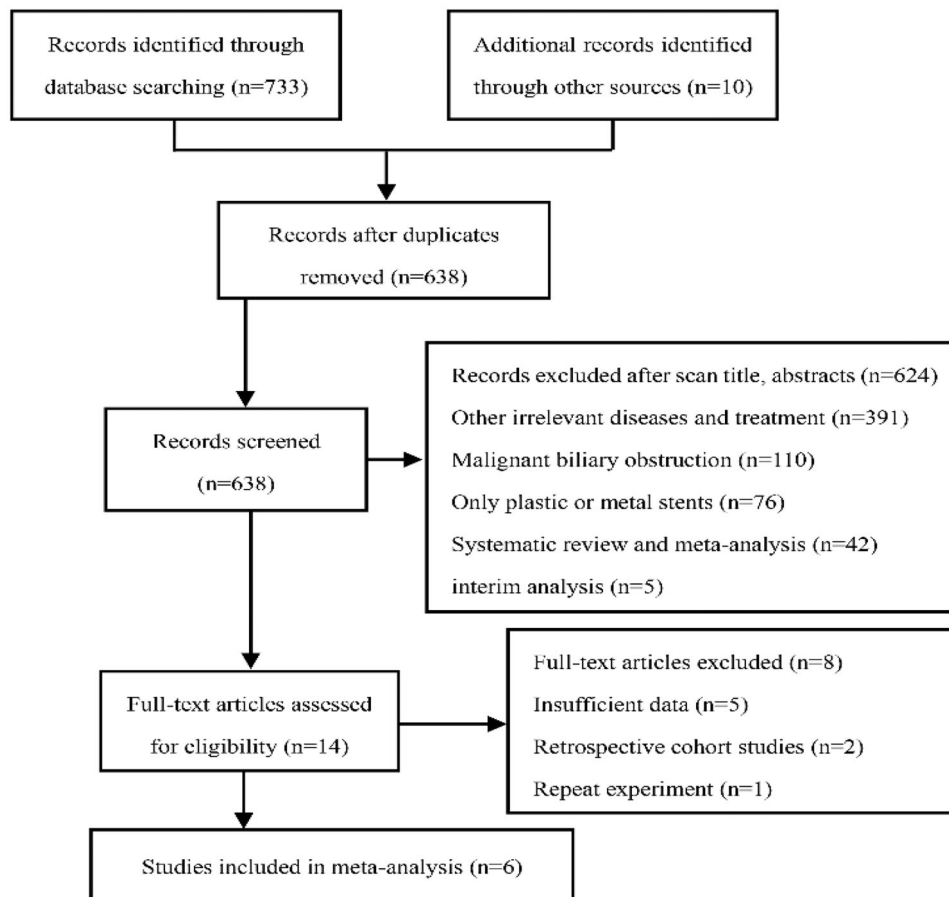 Records identified through
database searching (n=733)
Additional records identified
through other sources (n=10)
Records after duplicates
removed (n=638)
Records excluded after scan title, abstracts (n=624)
Other irrelevant diseases and treatment (n=391)
Malignant biliary obstruction (n=110)
Only plastic or metal stents (n=76)
Systematic review and meta-analysis (n=42)
interim analysis (n=5)
Records screened
(n=638)
Full-text articles assessed
for eligibility (n=14)
Full-text articles excluded (n=8)
Insufficient data (n=5)
Retrospective cohort studies (n=2)
Repeat experiment (n=1)
Studies included in meta-analysis (n=6)